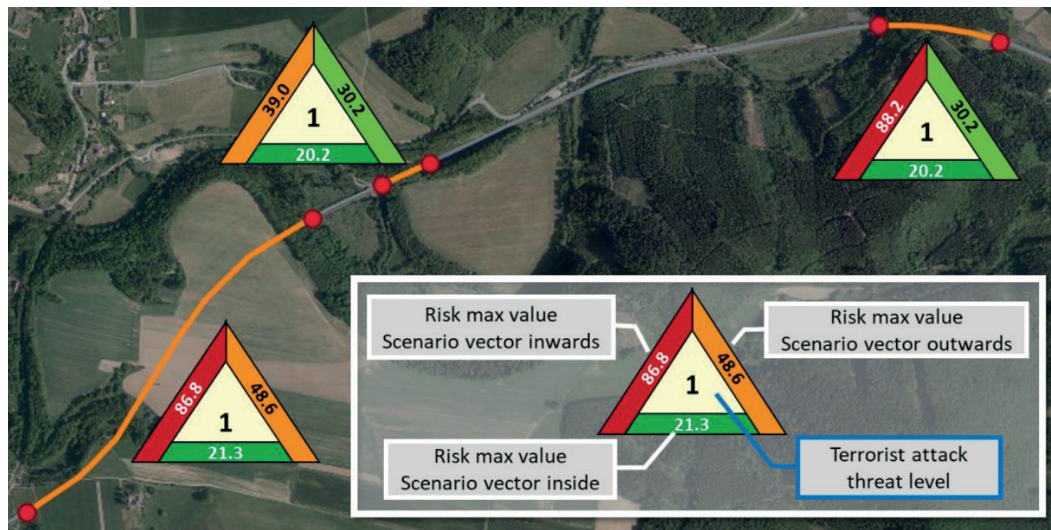 39.0
30.2
1
20.2
88.2
30.2
1
20.2
86.8
48.6
1
21.3
Risk max value
Scenario vector inwards
Risk max value
Scenario vector outwards
86.8
48.6
1
21.3
Risk max value
Scenario vector inside
Terrorist attack
threat level